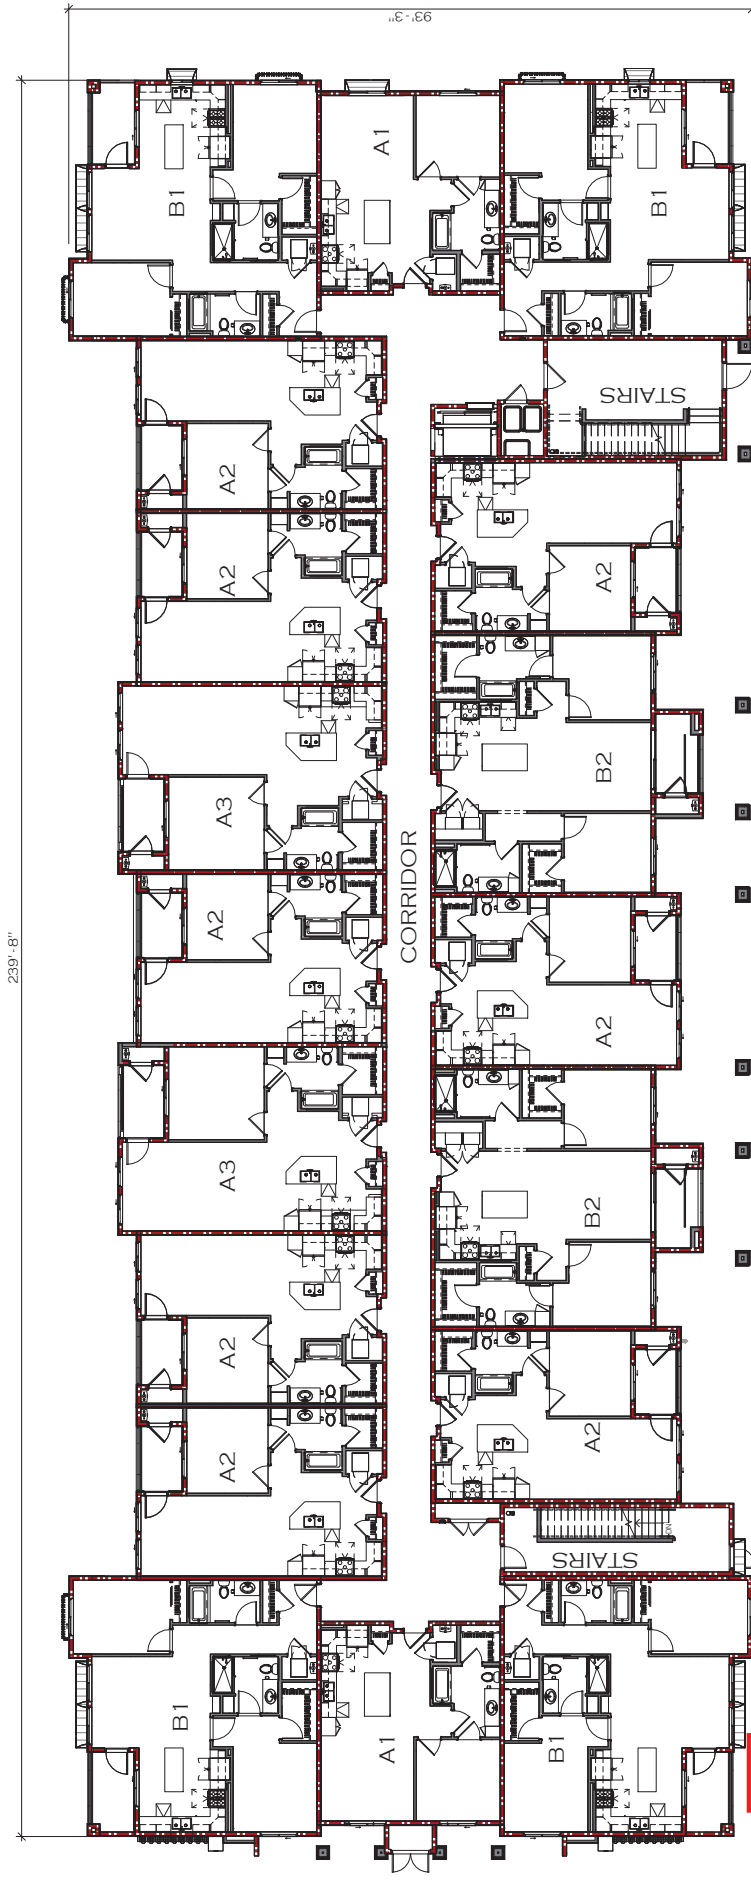 93'-3"
239'-8"
B1
A1
B1
STAIRS
A2
A2
A2
A3
B2
CORRIDOR
A2
A2
A3
B2
A2
A2
A2
STAIRS
B1
A1
B1